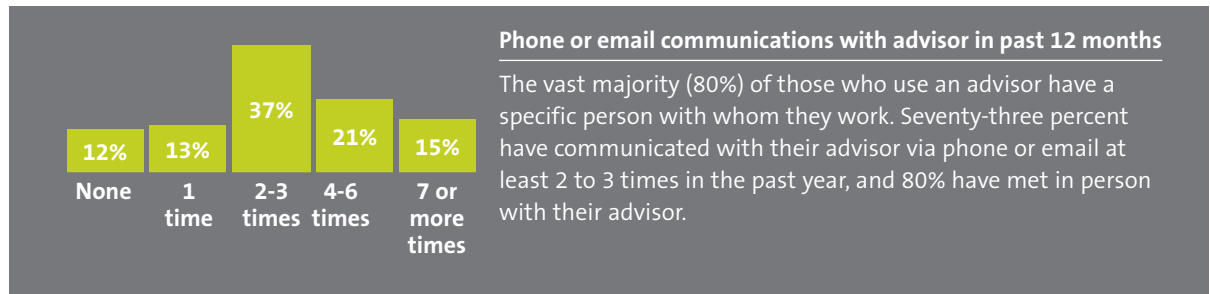 12%
13%
37%
21%
15%
None
1
time
2-3
times
4-6
times
7 or
more
times
Phone or email communications with advisor in past 12 months
The vast majority (80%) of those who use an advisor have a
specific person with whom they work. Seventy-three percent
have communicated with their advisor via phone or email at
least 2 to 3 times in the past year, and 80% have met in person
with their advisor.